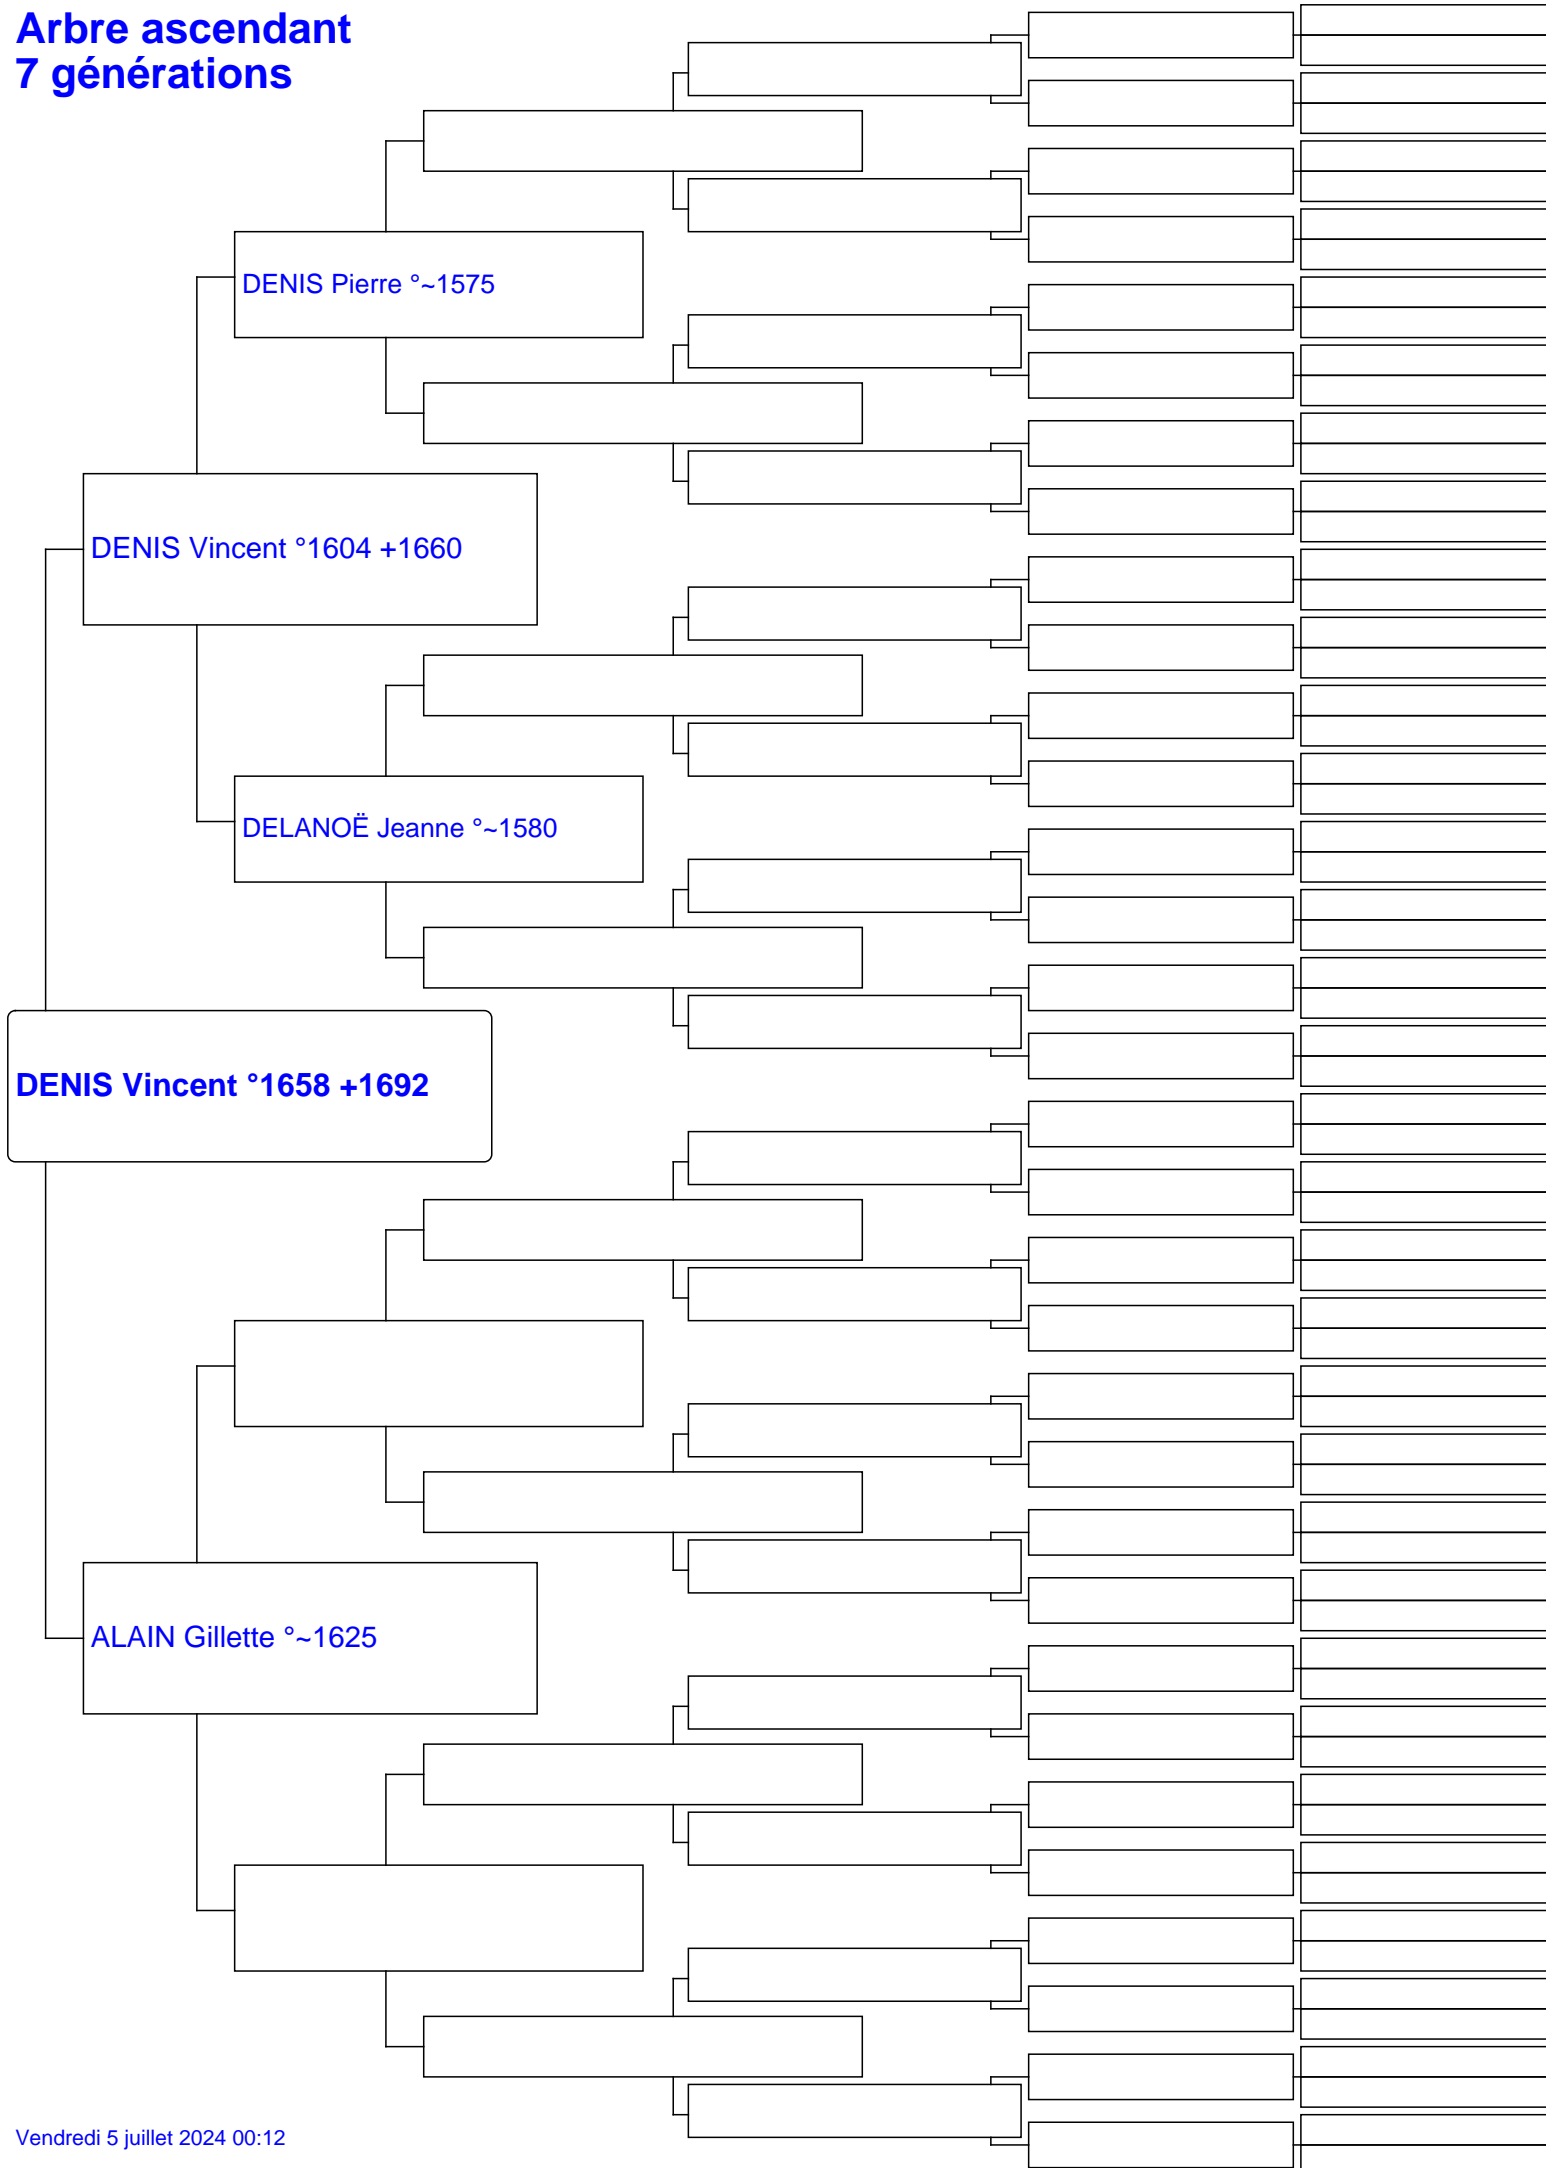 Arbre ascendant
7 générations
DENIS Pierre °~1575
DENIS Vincent °1604 +1660
DELANOË Jeanne °~1580
DENIS Vincent °1658 +1692
ALAIN Gillette °~1625
Vendredi 5 juillet 2024 00:12